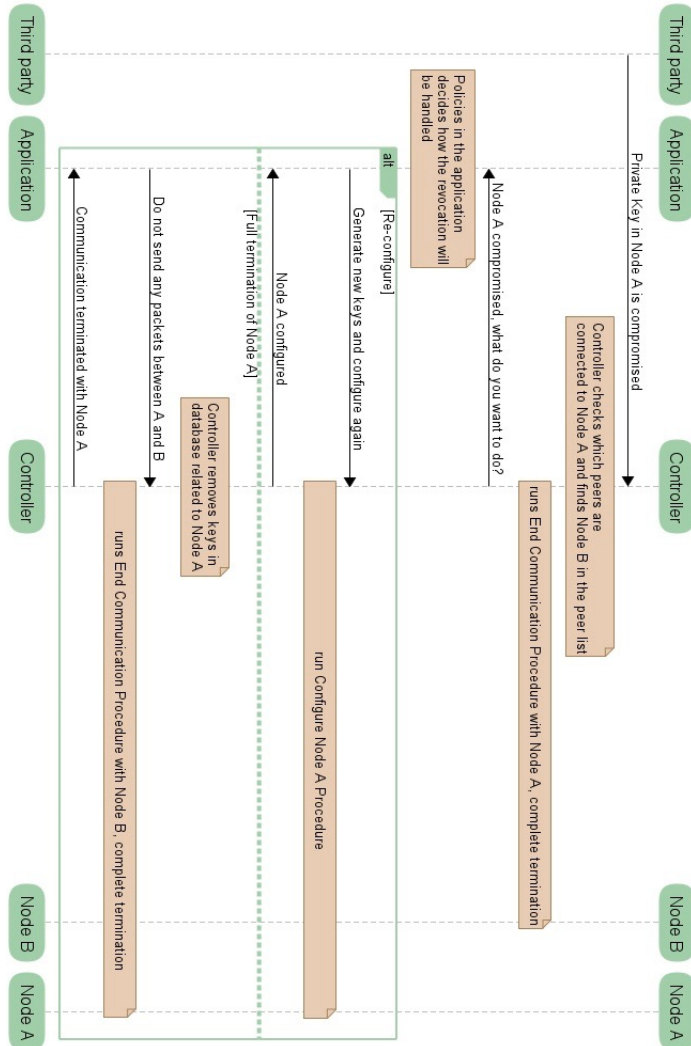 Third party
Application
Controller
Node B
Node A
Private Key in Node A is compromised
Controller checks which peers are
connected to Node A and finds Node B in the peer list
runs End Communication Procedure with Node A, complete termination
Node A compromised, what do you want to do?
Policies in the application
decides how the revocation will
be handled
alt
[Re-configure]
Generate new keys and configure again
run Configure Node A Procedure
Node A configured
[Full termination of Node A]
Controller removes keys in
database related to Node A
Do not send any packets between A and B
runs End Communication Procedure with Node B, complete termination
Communication terminated with Node A
Third party
Application
Controller
Node B
Node A